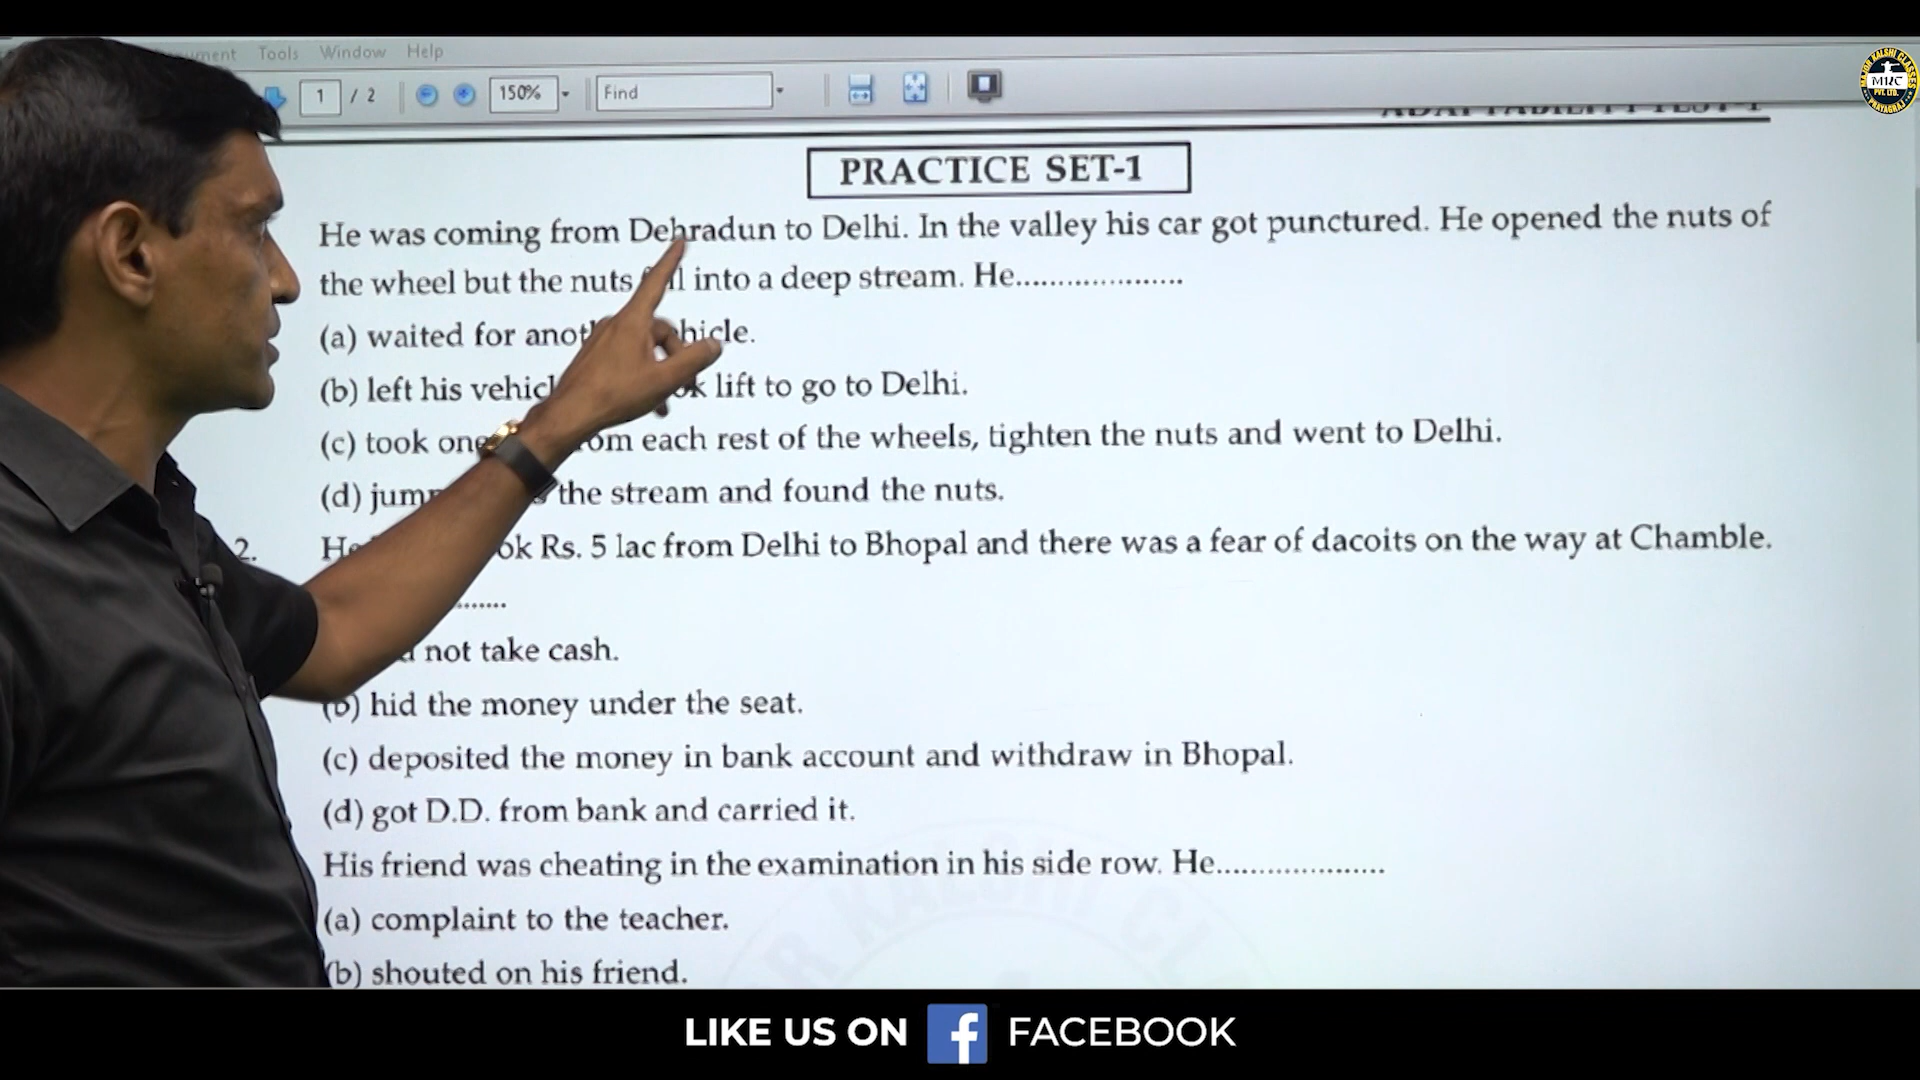 Tools Window Help
1 / 2 150% Find
MAJOR KALSHI CLASSES MKC PVT. LTD. PRAYAGRAJ
PRACTICE SET-1
He was coming from Dehradun to Delhi. In the valley his car got punctured. He opened the nuts of
the wheel but the nuts into a deep stream. He....................
(a) waited for
(b) left his lift to go to Delhi.
(c) took each rest of the wheels, tighten the nuts and went to Delhi.
(d) the stream and found the nuts.
2. Rs. 5 lac from Delhi to Bhopal and there was a fear of dacoits on the way at Chamble.
not take cash.
(b) hid the money under the seat.
(c) deposited the money in bank account and withdraw in Bhopal.
(d) got D.D. from bank and carried it.
His friend was cheating in the examination in his side row. He....................
(a) complaint to the teacher.
(b) shouted on his friend.
LIKE US ON f FACEBOOK